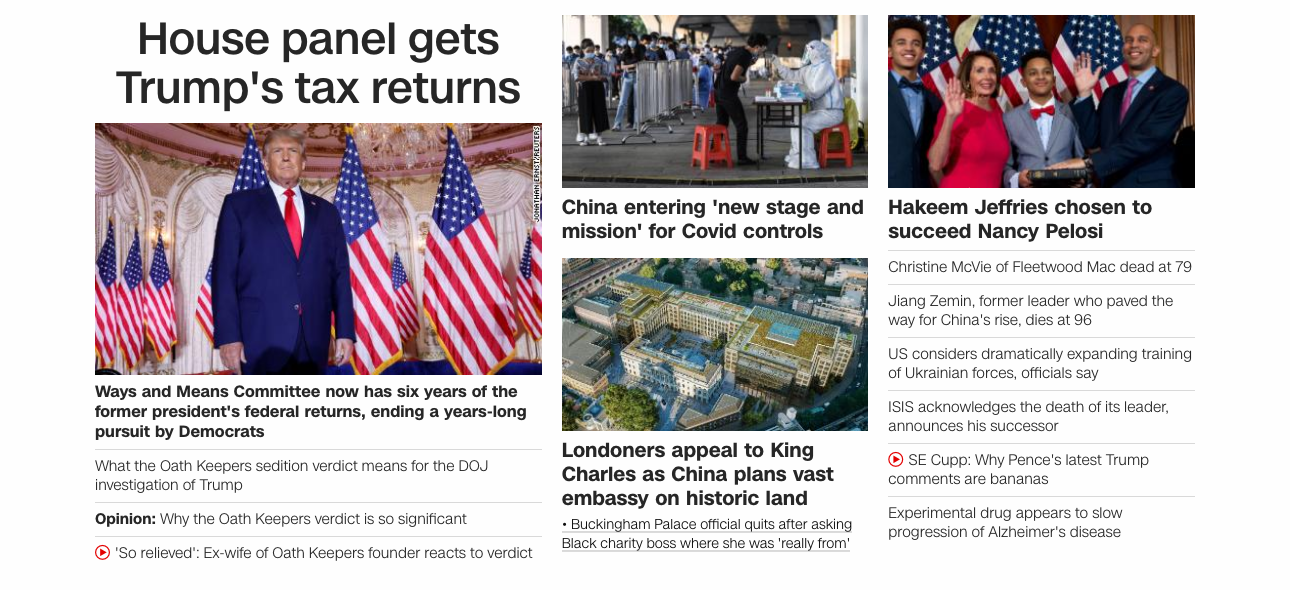 House panel gets
Trump's tax returns
JONATHAN ERNST/REUTERS
Ways and Means Committee now has six years of the
former president's federal returns, ending a years-long
pursuit by Democrats
What the Oath Keepers sedition verdict means for the DOJ
investigation of Trump
Opinion: Why the Oath Keepers verdict is so significant
'So relieved': Ex-wife of Oath Keepers founder reacts to verdict
China entering 'new stage and
mission' for Covid controls
Londoners appeal to King
Charles as China plans vast
embassy on historic land
• Buckingham Palace official quits after asking
Black charity boss where she was 'really from'
Hakeem Jeffries chosen to
succeed Nancy Pelosi
Christine McVie of Fleetwood Mac dead at 79
Jiang Zemin, former leader who paved the
way for China's rise, dies at 96
US considers dramatically expanding training
of Ukrainian forces, officials say
ISIS acknowledges the death of its leader,
announces his successor
SE Cupp: Why Pence's latest Trump
comments are bananas
Experimental drug appears to slow
progression of Alzheimer's disease